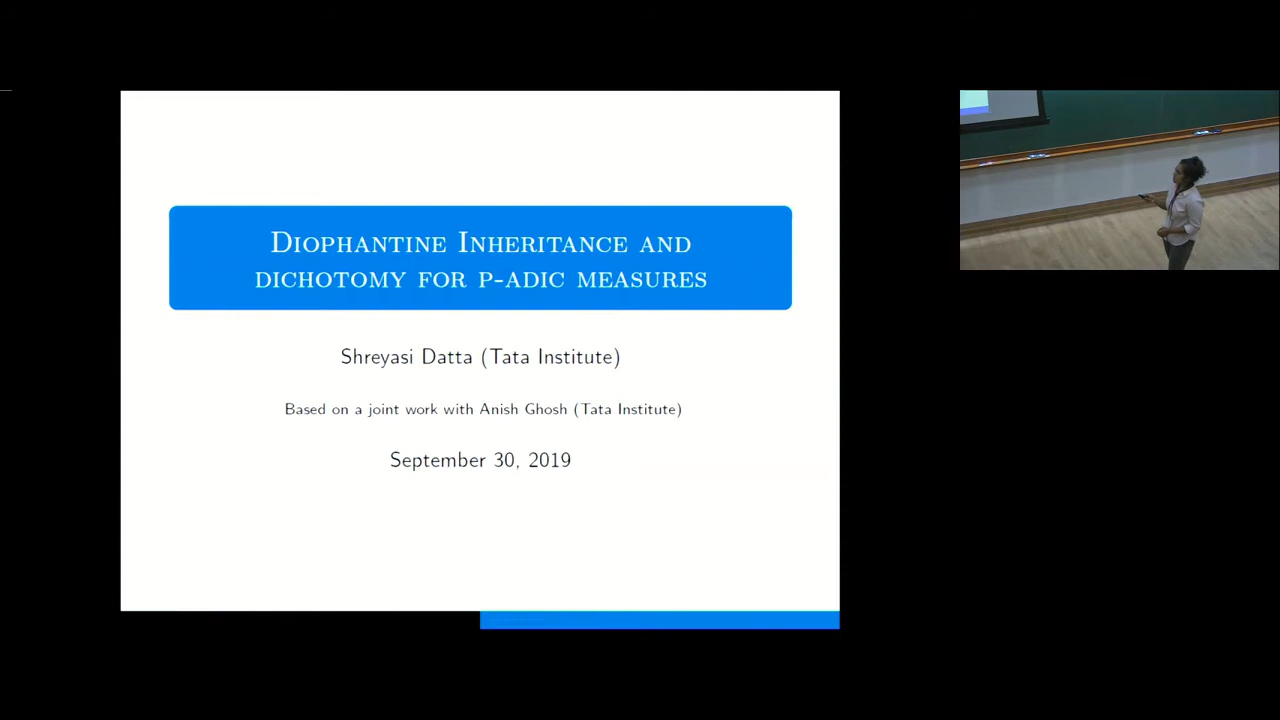 Diophantine Inheritance and
dichotomy for p-adic measures
Shreyasi Datta (Tata Institute)
Based on a joint work with Anish Ghosh (Tata Institute)
September 30, 2019